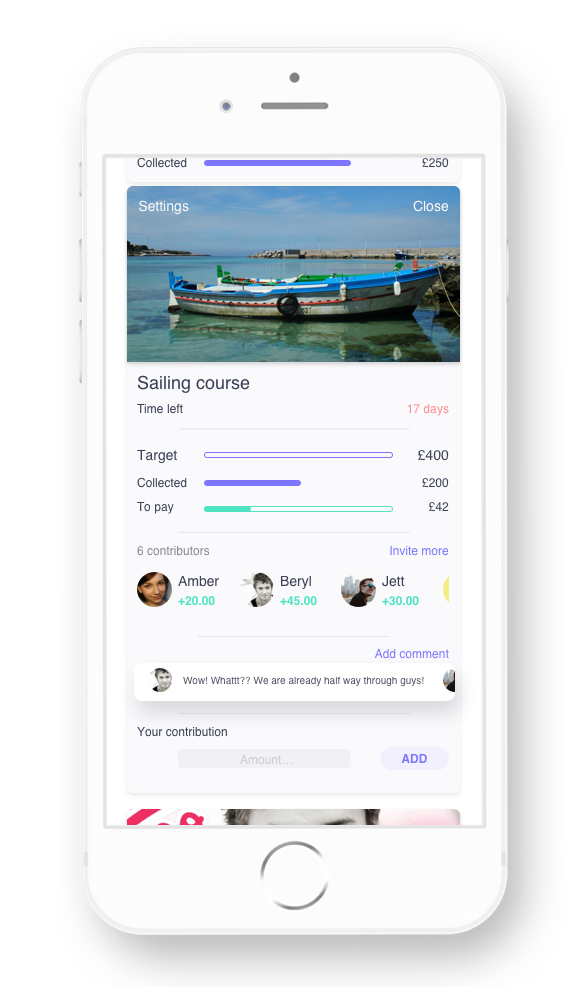 Collected £250
Settings Close
Sailing course
Time left 17 days
Target £400
Collected £200
To pay £42
6 contributors Invite more
Amber Beryl Jett
+20.00 +45.00 +30.00
Add comment
Wow! Whattt?? We are already half way through guys!
Your contribution
Amount... ADD